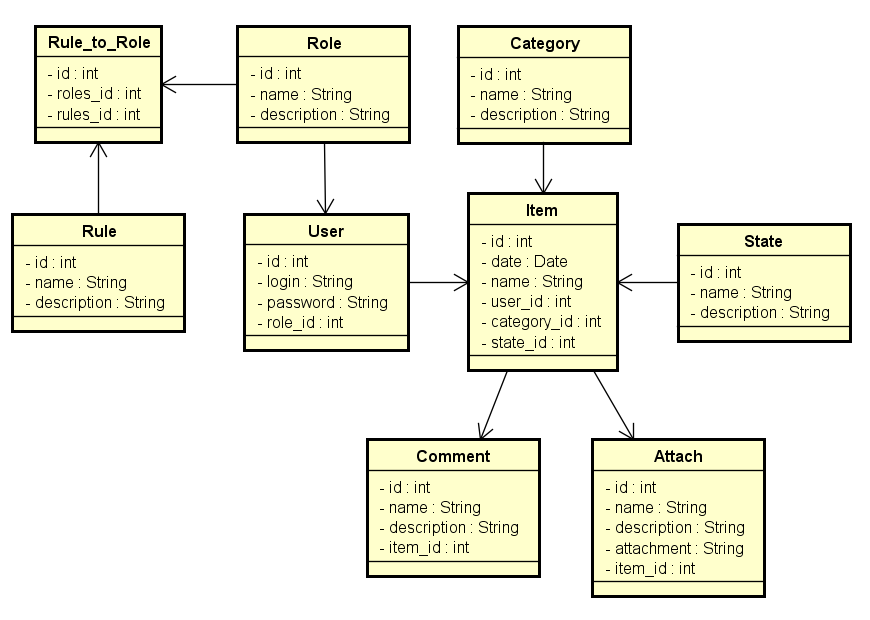 Rule_to_Role
- id : int
- roles_id : int
- rules_id : int
Role
- id : int
- name : String
- description : String
Category
- id : int
- name : String
- description : String
Rule
- id : int
- name : String
- description : String
User
- id : int
- login : String
- password : String
- role_id : int
Item
- id : int
- date : Date
- name : String
- user_id : int
- category_id : int
- state_id : int
State
- id : int
- name : String
- description : String
Comment
- id : int
- name : String
- description : String
- item_id : int
Attach
- id : int
- name : String
- description : String
- attachment : String
- item_id : int